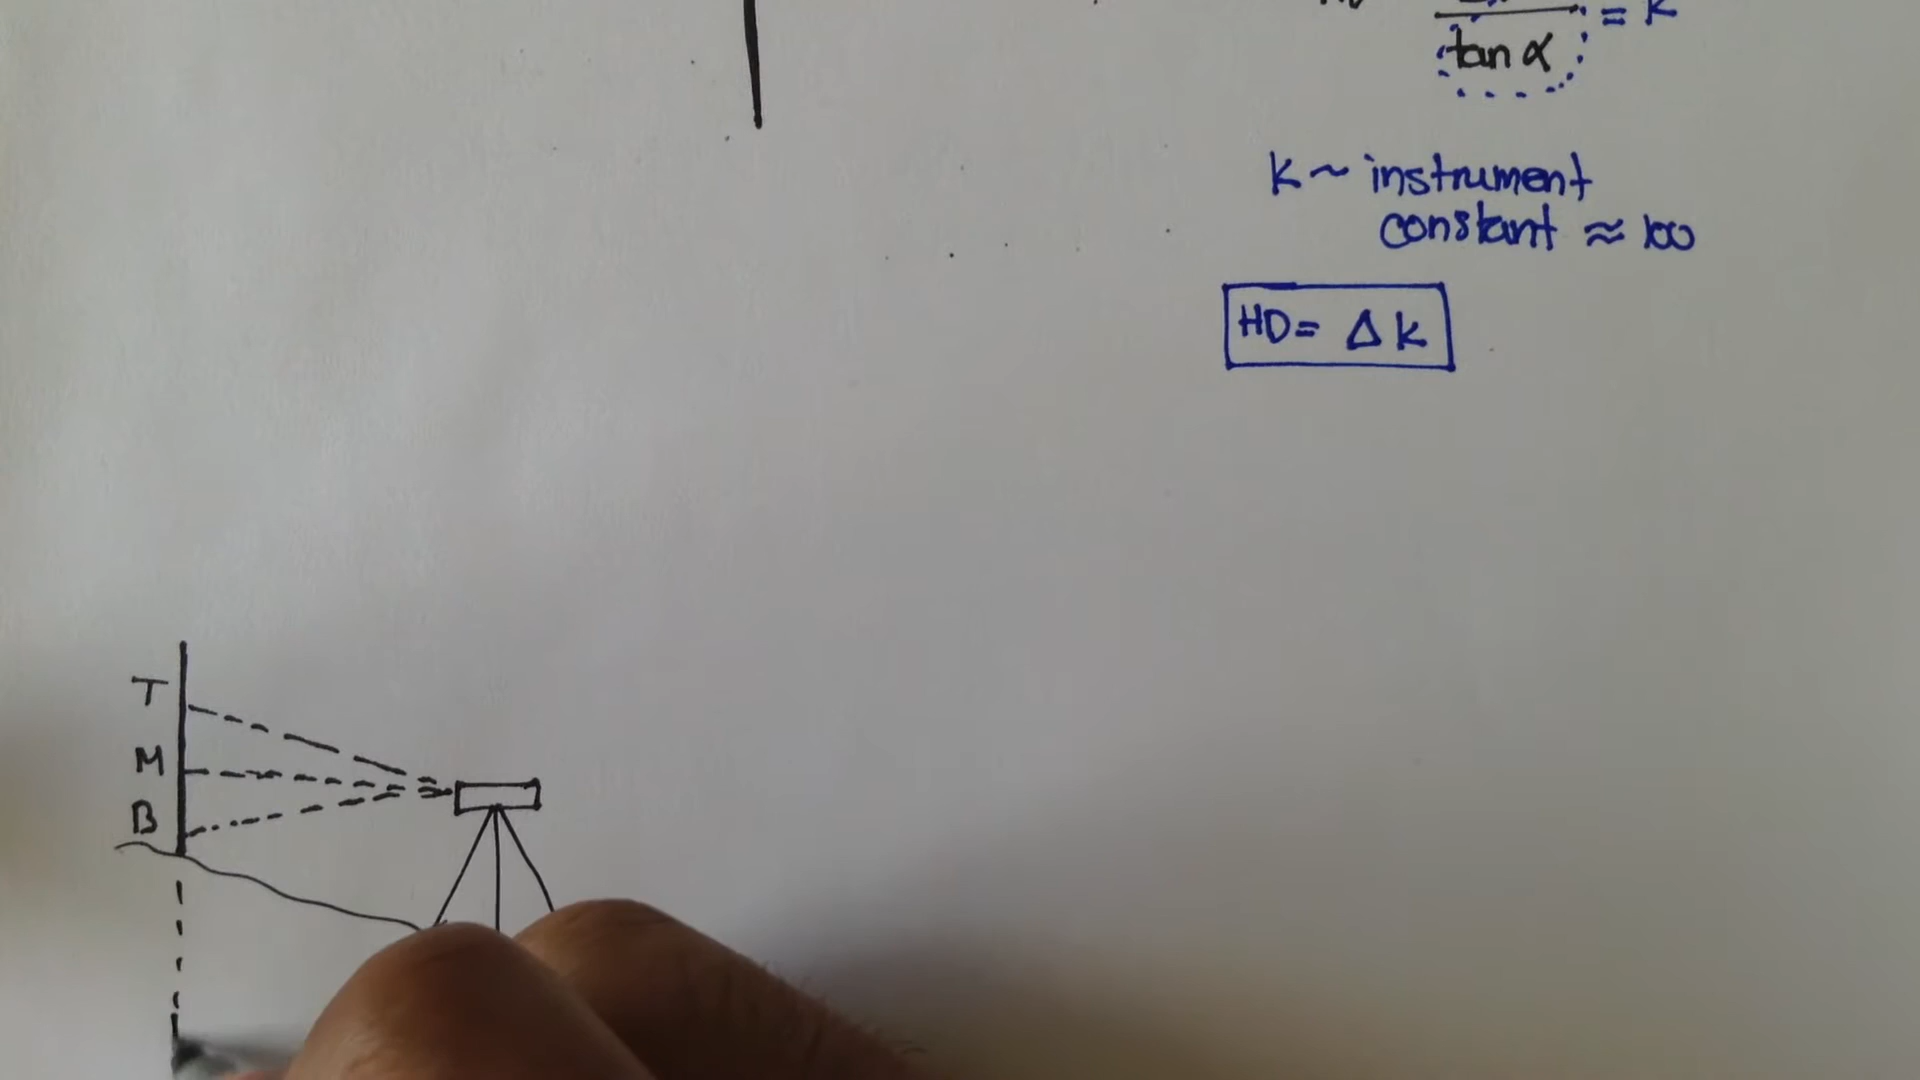 = K
tan α
K ~ instrument
constant ≈ 100
HD = Δ K
T
M
B